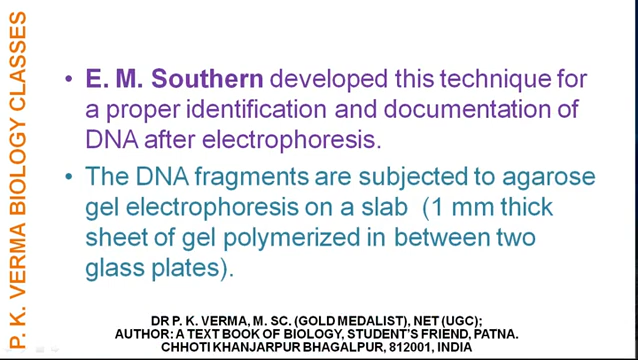 P. K. VERMA BIOLOGY CLASSES
• E. M. Southern developed this technique for
a proper identification and documentation of
DNA after electrophoresis.
• The DNA fragments are subjected to agarose
gel electrophoresis on a slab (1 mm thick
sheet of gel polymerized in between two
glass plates).
DR P. K. VERMA, M. SC. (GOLD MEDALIST), NET (UGC);
AUTHOR: A TEXT BOOK OF BIOLOGY, STUDENT'S FRIEND, PATNA.
CHHOTI KHANJARPUR BHAGALPUR, 812001, INDIA